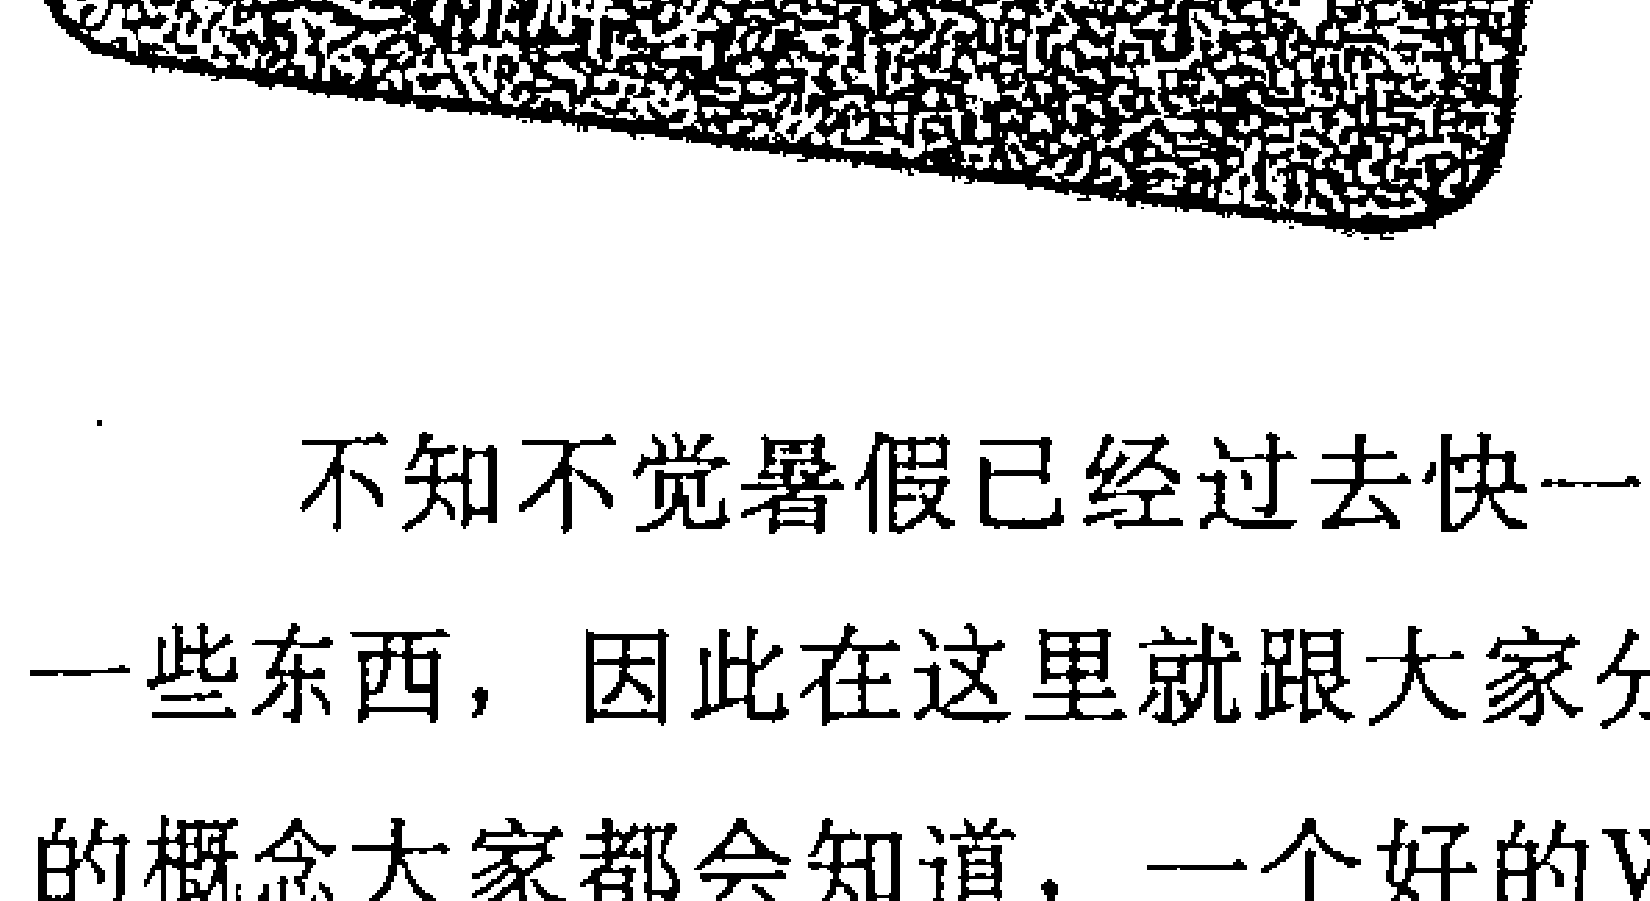 不知不觉暑假已经过去快一
一些东西，因此在这里就跟大家分
的概念大家都会知道，一个好的W